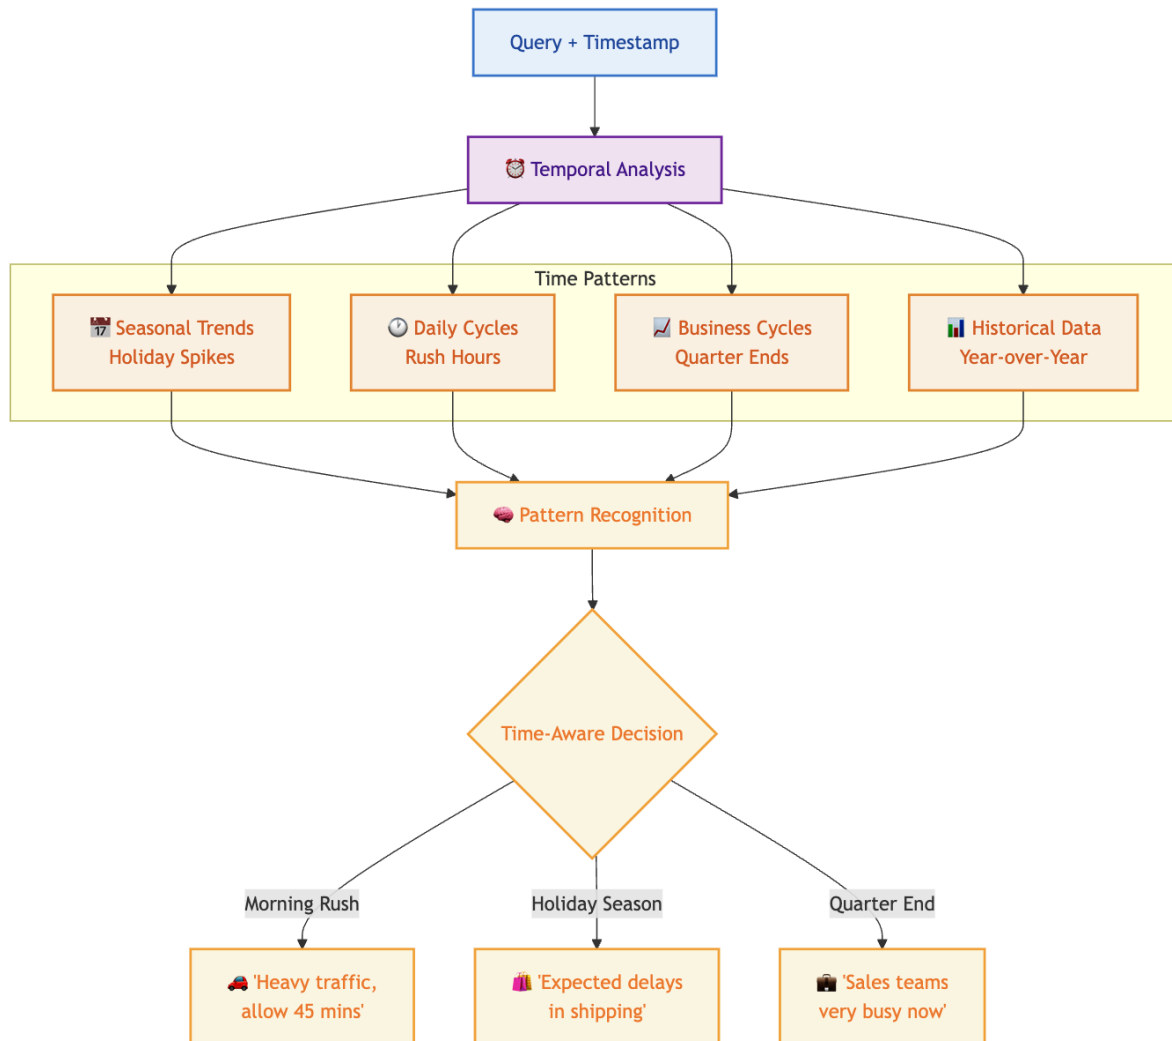 Query + Timestamp
⏰ Temporal Analysis
Time Patterns
📅 Seasonal Trends
Holiday Spikes
🕐 Daily Cycles
Rush Hours
📈 Business Cycles
Quarter Ends
📊 Historical Data
Year-over-Year
🧠 Pattern Recognition
Time-Aware Decision
Morning Rush
Holiday Season
Quarter End
🚗 'Heavy traffic,
allow 45 mins'
🛍️ 'Expected delays
in shipping'
💼 'Sales teams
very busy now'